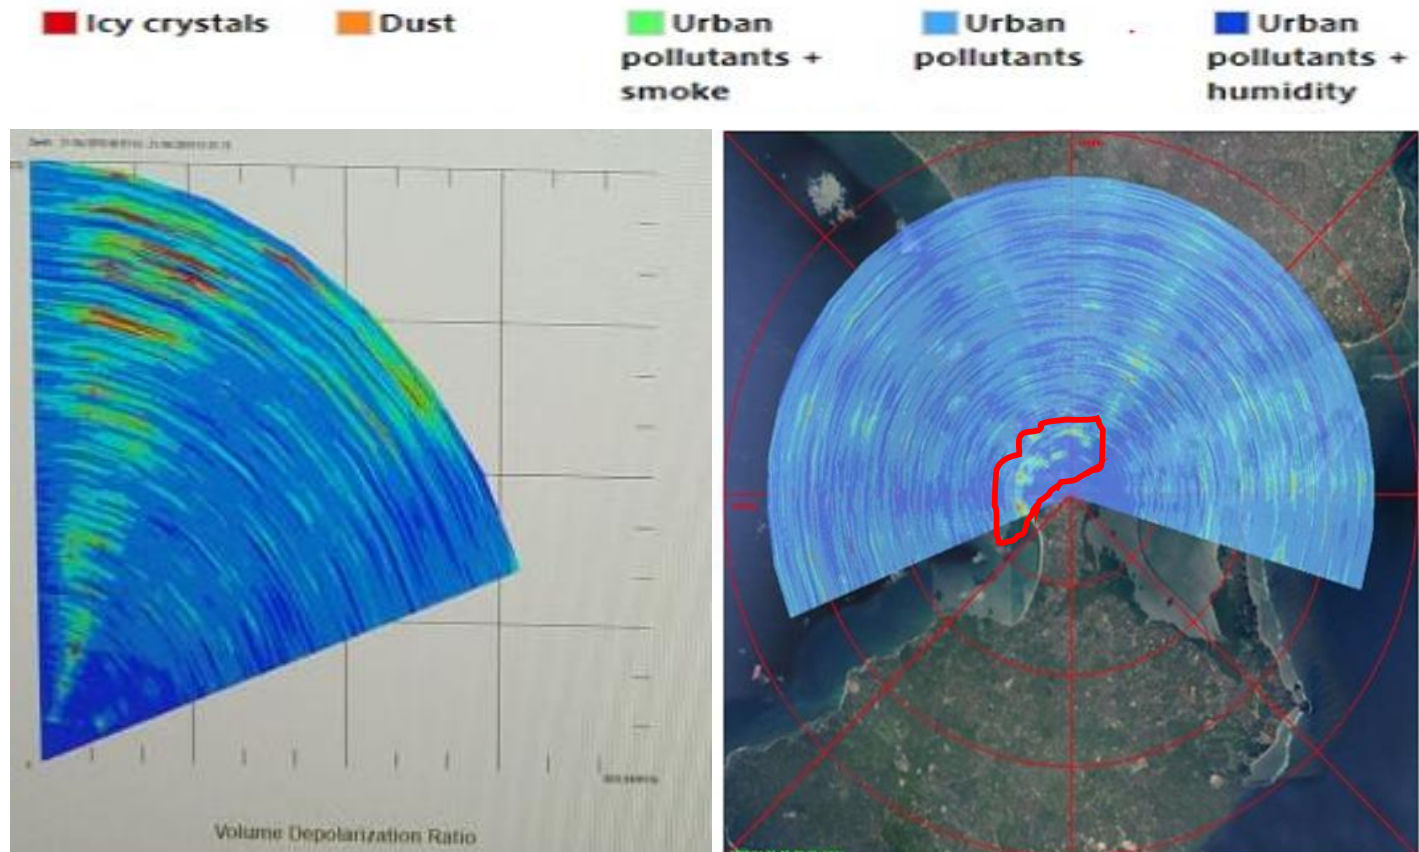 Icy crystals
Dust
Urban
pollutants +
smoke
Urban
pollutants
Urban
pollutants +
humidity
Volume Depolarization Ratio